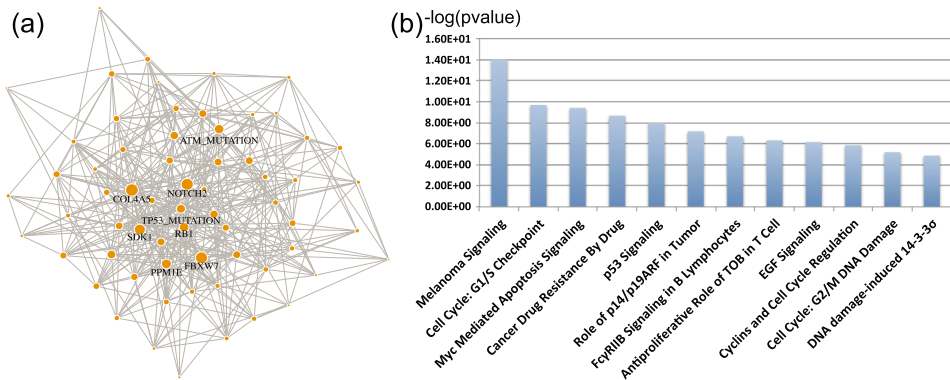 (a)
ATM_MUTATION
NOTCH2
COL4A5
TP53_MUTATION
RB1
SDK1
FBXW7
PPM1E
(b)
-log(pvalue)
1.60E+01
1.40E+01
1.20E+01
1.00E+01
8.00E+00
6.00E+00
4.00E+00
2.00E+00
0.00E+00
Melanoma Signaling
Cell Cycle: G1/S Checkpoint
Myc Mediated Apoptosis Signaling
Cancer Drug Resistance By Drug
p53 Signaling
Role of p14/p19ARF in Tumor
FcγRIIB Signaling in B Lymphocytes
Antiproliferative Role of TOB in T Cell
EGF Signaling
Cyclins and Cell Cycle Regulation
Cell Cycle: G2/M DNA Damage
DNA damage-induced 14-3-3σ